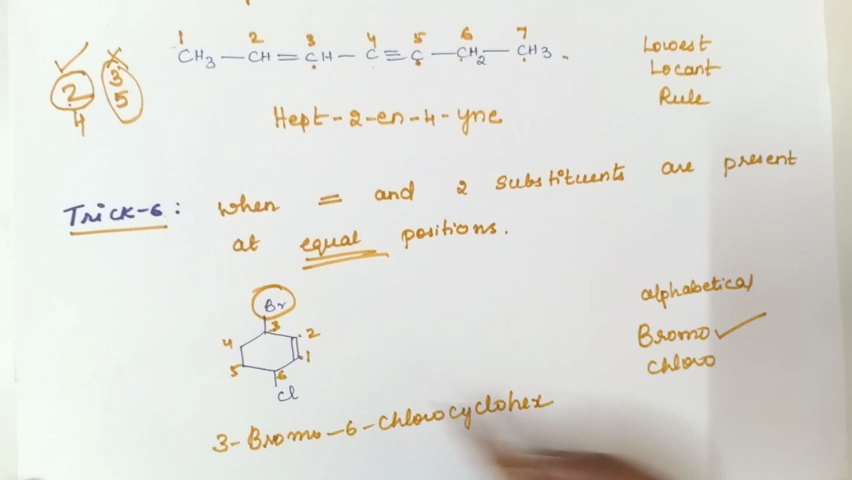 1 2 3 4 5 6 7
CH3 — CH = CH — C ≡ C — CH2 — CH3 .
2 3
4 5
Lowest
Locant
Rule
Hept-2-en-4-yne
Trick-6 : when = and 2 substituents are present
at equal positions.
Br
3
4 2
5 1
6
Cl
alphabetical
Bromo ✓
chloro
3-Bromo-6-chlorocyclohex